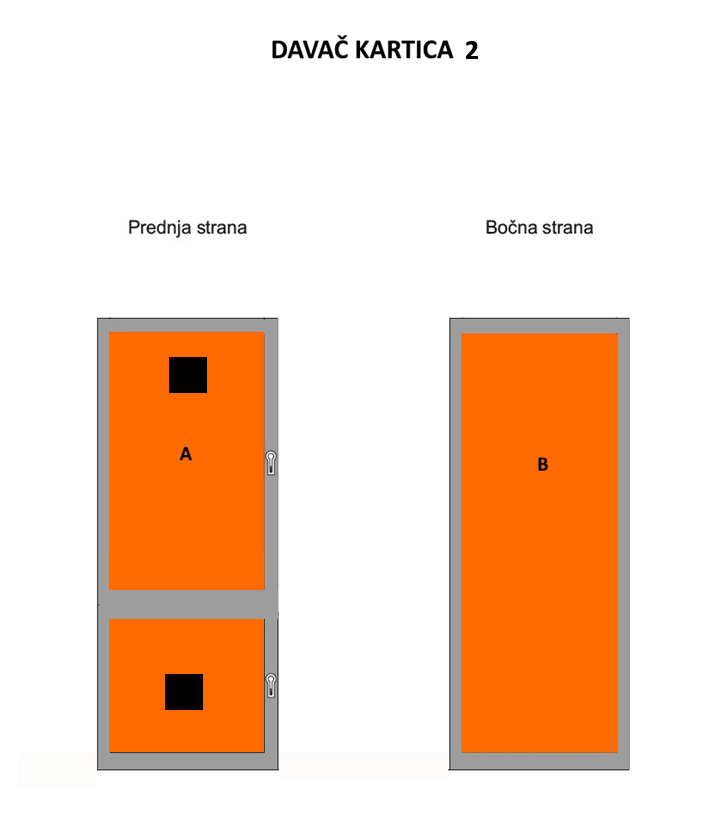 DAVAČ KARTICA 2
Prednja strana
Bočna strana
A
B